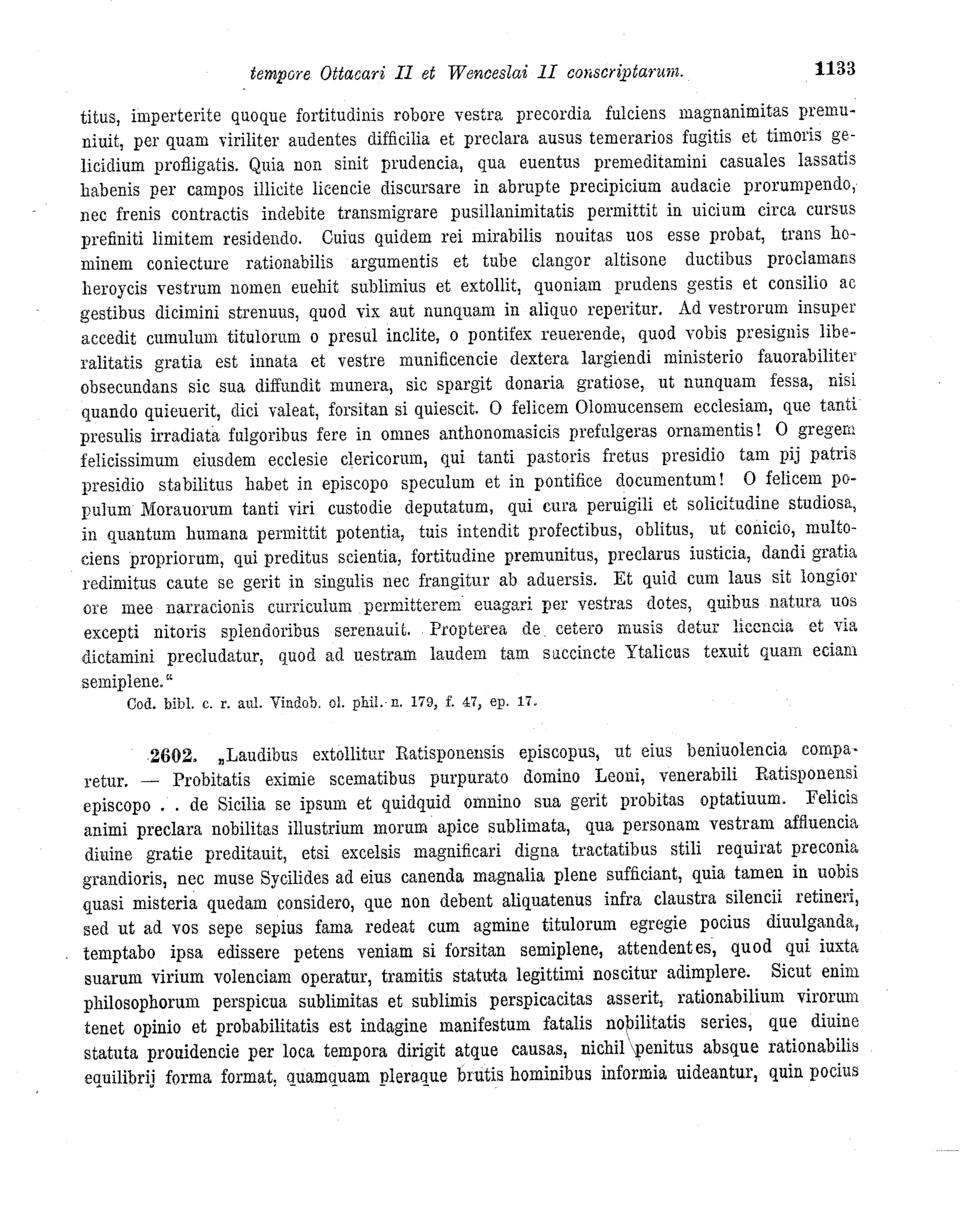 tempore Ottacari II et Wenceslai II conscriptarum. 1133
titus, imperterite quoque fortitudinis robore vestra precordia fulciens magnanimitas premu-
niuit, per quam viriliter audentes difficilia et preclara ausus temerarios fugitis et timoris ge-
licidium profligatis. Quia non sinit prudencia, qua euentus premeditamini casuales lassatis
habenis per campos illicite licencie discursare in abrupte precipicium audacie prorumpendo,
nec frenis contractis indebite transmigrare pusillanimitatis permittit in uicium circa cursus
prefiniti limitem residendo. Cuius quidem rei mirabilis nouitas uos esse probat, trans ho-
minem coniecture rationabilis argumentis et tube clangor altisone ductibus proclamans
heroycis vestrum nomen euehit sublimius et extollit, quoniam prudens gestis et consilio ac
gestibus dicimini strenuus, quod vix aut nunquam in aliquo reperitur. Ad vestrorum insuper
accedit cumulum titulorum o presul inclite, o pontifex reuerende, quod vobis presignis libe-
ralitatis gratia est innata et vestre munificencie dextera largiendi ministerio fauorabiliter
obsecundans sic sua diffundit munera, sic spargit donaria gratiose, ut nunquam fessa, nisi
quando quieuerit, dici valeat, forsitan si quiescit. O felicem Olomucensem ecclesiam, que tanti
presulis irradiata fulgoribus fere in omnes anthonomasicis prefulgeras ornamentis! O gregem
felicissimum eiusdem ecclesie clericorum, qui tanti pastoris fretus presidio tam pij patris
presidio stabilitus habet in episcopo speculum et in pontifice documentum! O felicem po-
pulum Morauorum tanti viri custodie deputatum, qui cura peruigili et solicitudine studiosa,
in quantum humana permittit potentia, tuis intendit profectibus, oblitus, ut conicio, multo-
ciens propriorum, qui preditus scientia, fortitudine premunitus, preclarus iusticia, dandi gratia
redimitus caute se gerit in singulis nec frangitur ab aduersis. Et quid cum laus sit longior
ore mee narracionis curriculum permitterem euagari per vestras dotes, quibus natura uos
excepti nitoris splendoribus serenauit. Propterea de cetero musis detur licencia et via
dictamini precludatur, quod ad uestram laudem tam succincte Ytalicus texuit quam eciam
semiplene.“
Cod. bibl. c. r. aul. Vindob. ol. phil. n. 179, f. 47, ep. 17.
2602. „Laudibus extollitur Ratisponensis episcopus, ut eius beniuolencia compa-
retur. — Probitatis eximie scematibus purpurato domino Leoni, venerabili Ratisponensi
episcopo . . de Sicilia se ipsum et quidquid omnino sua gerit probitas optatiuum. Felicis
animi preclara nobilitas illustrium morum apice sublimata, qua personam vestram affluencia
diuine gratie preditauit, etsi excelsis magnificari digna tractatibus stili requirat preconia
grandioris, nec muse Sycilides ad eius canenda magnalia plene sufficiant, quia tamen in uobis
quasi misteria quedam considero, que non debent aliquatenus infra claustra silencii retineri,
sed ut ad vos sepe sepius fama redeat cum agmine titulorum egregie pocius diuulganda,
temptabo ipsa edissere petens veniam si forsitan semiplene, attendentes, quod qui iuxta
suarum virium volenciam operatur, tramitis statuta legittimi noscitur adimplere. Sicut enim
philosophorum perspicua sublimitas et sublimis perspicacitas asserit, rationabilium virorum
tenet opinio et probabilitatis est indagine manifestum fatalis nobilitatis series, que diuine
statuta prouidencie per loca tempora dirigit atque causas, nichil penitus absque rationabilis
equilibrij forma format, quamquam pleraque brutis hominibus informia uideantur, quin pocius